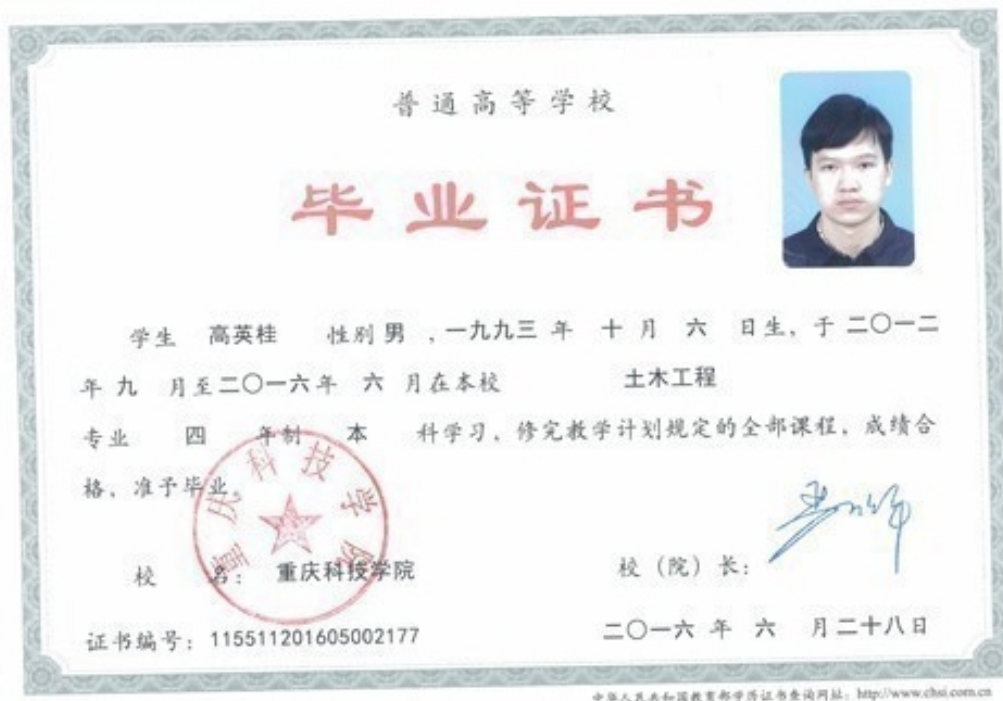 普通高等学校
毕业证书
学生 高英桂 性别 男 ，一九九三 年 十 月 六 日生，于 二〇一二
年 九 月至二〇一六年 六 月在本校 土木工程
专业 四 年制 本 科学习，修完教学计划规定的全部课程，成绩合
格，准予毕业
重庆科技学院
校 名： 重庆科技学院 校（院）长：
证书编号：115511201605002177 二〇一六 年 六 月二十八日
中华人民共和国教育部学历证书查询网址：http://www.chsi.com.cn